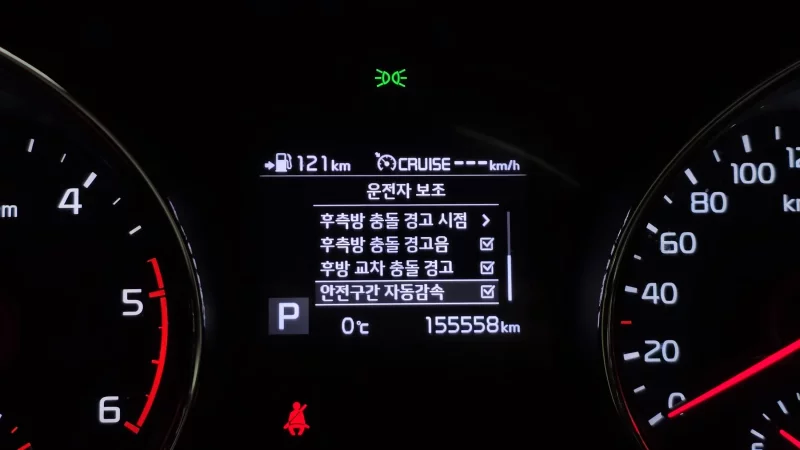 121km CRUISE---km/h
운전자 보조
후측방 충돌 경고 시점
후측방 충돌 경고음
후방 교차 충돌 경고
안전구간 자동감속
P 0℃ 155558km
4
5
6
100
80
60
40
20
0